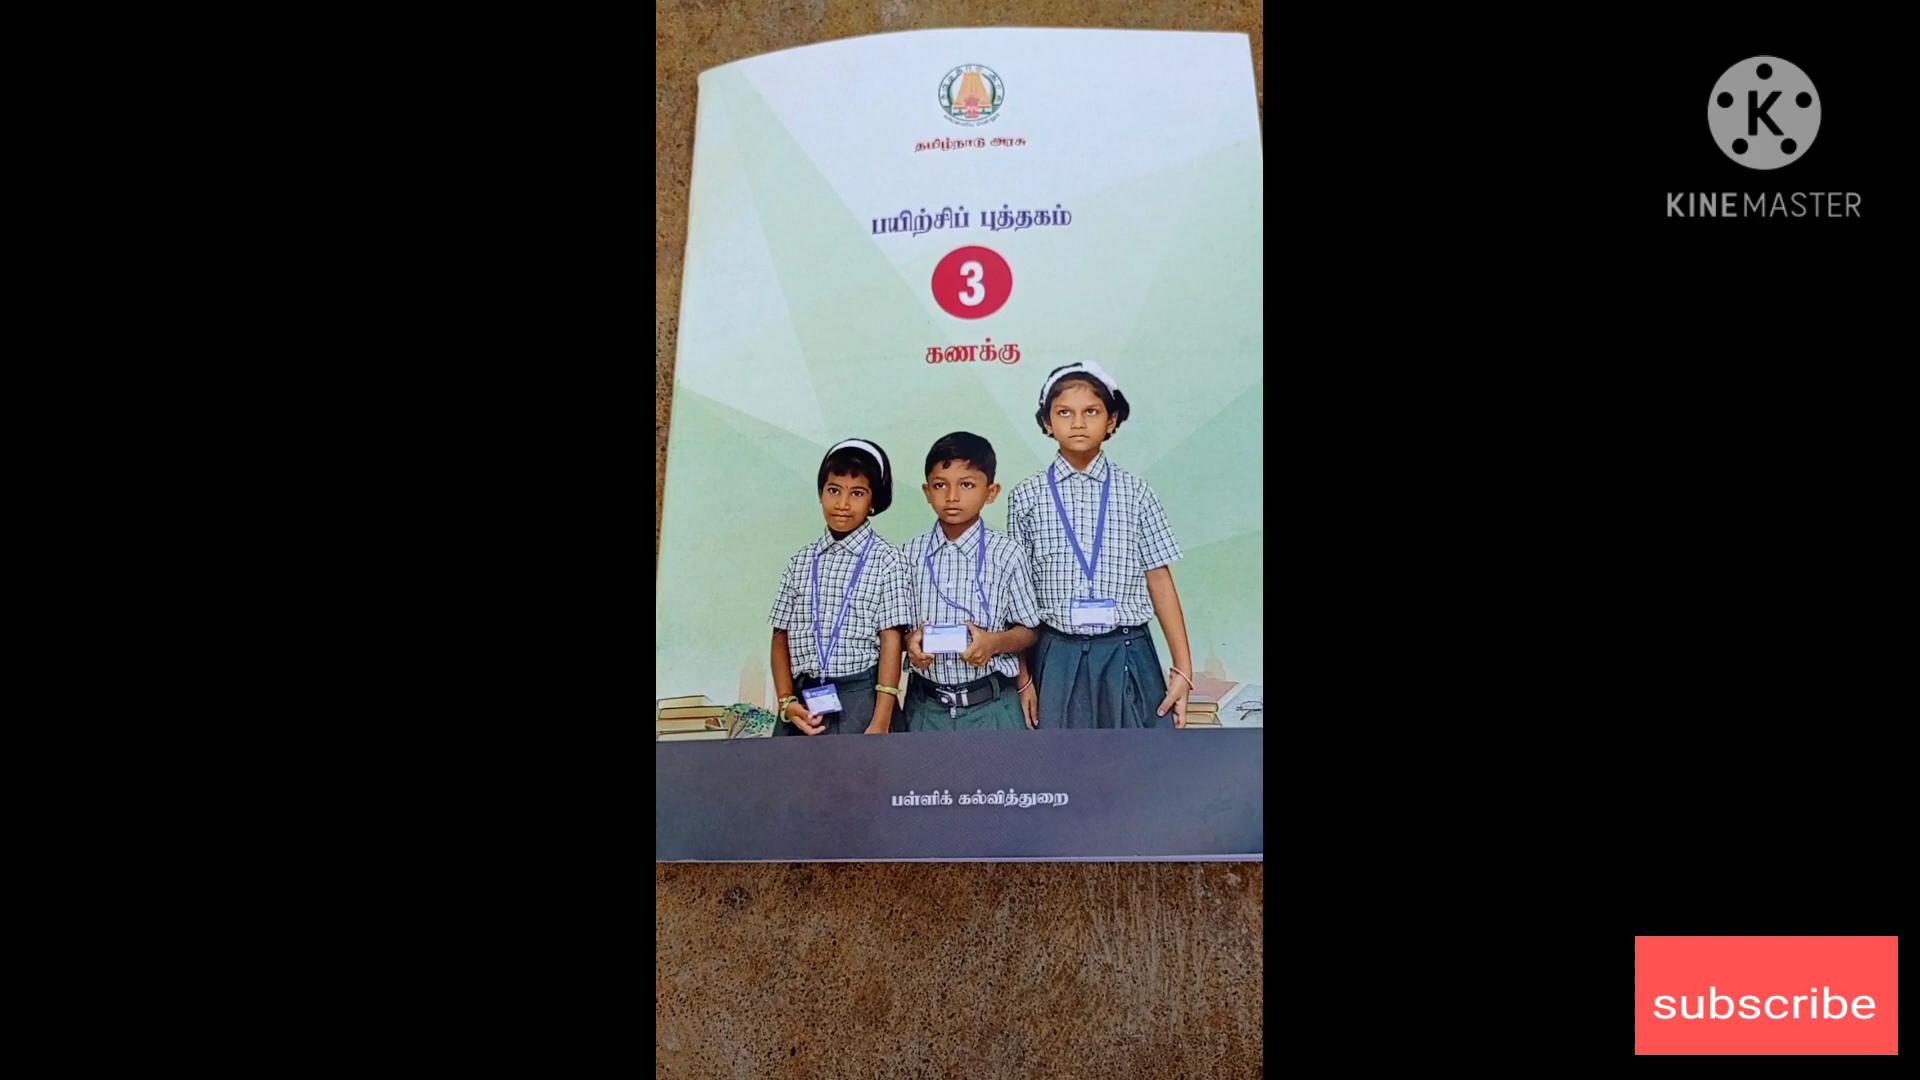 தமிழ்நாடு அரசு
பயிற்சிப் புத்தகம்
3
கணக்கு
பள்ளிக் கல்வித்துறை
K
KINEMASTER
subscribe